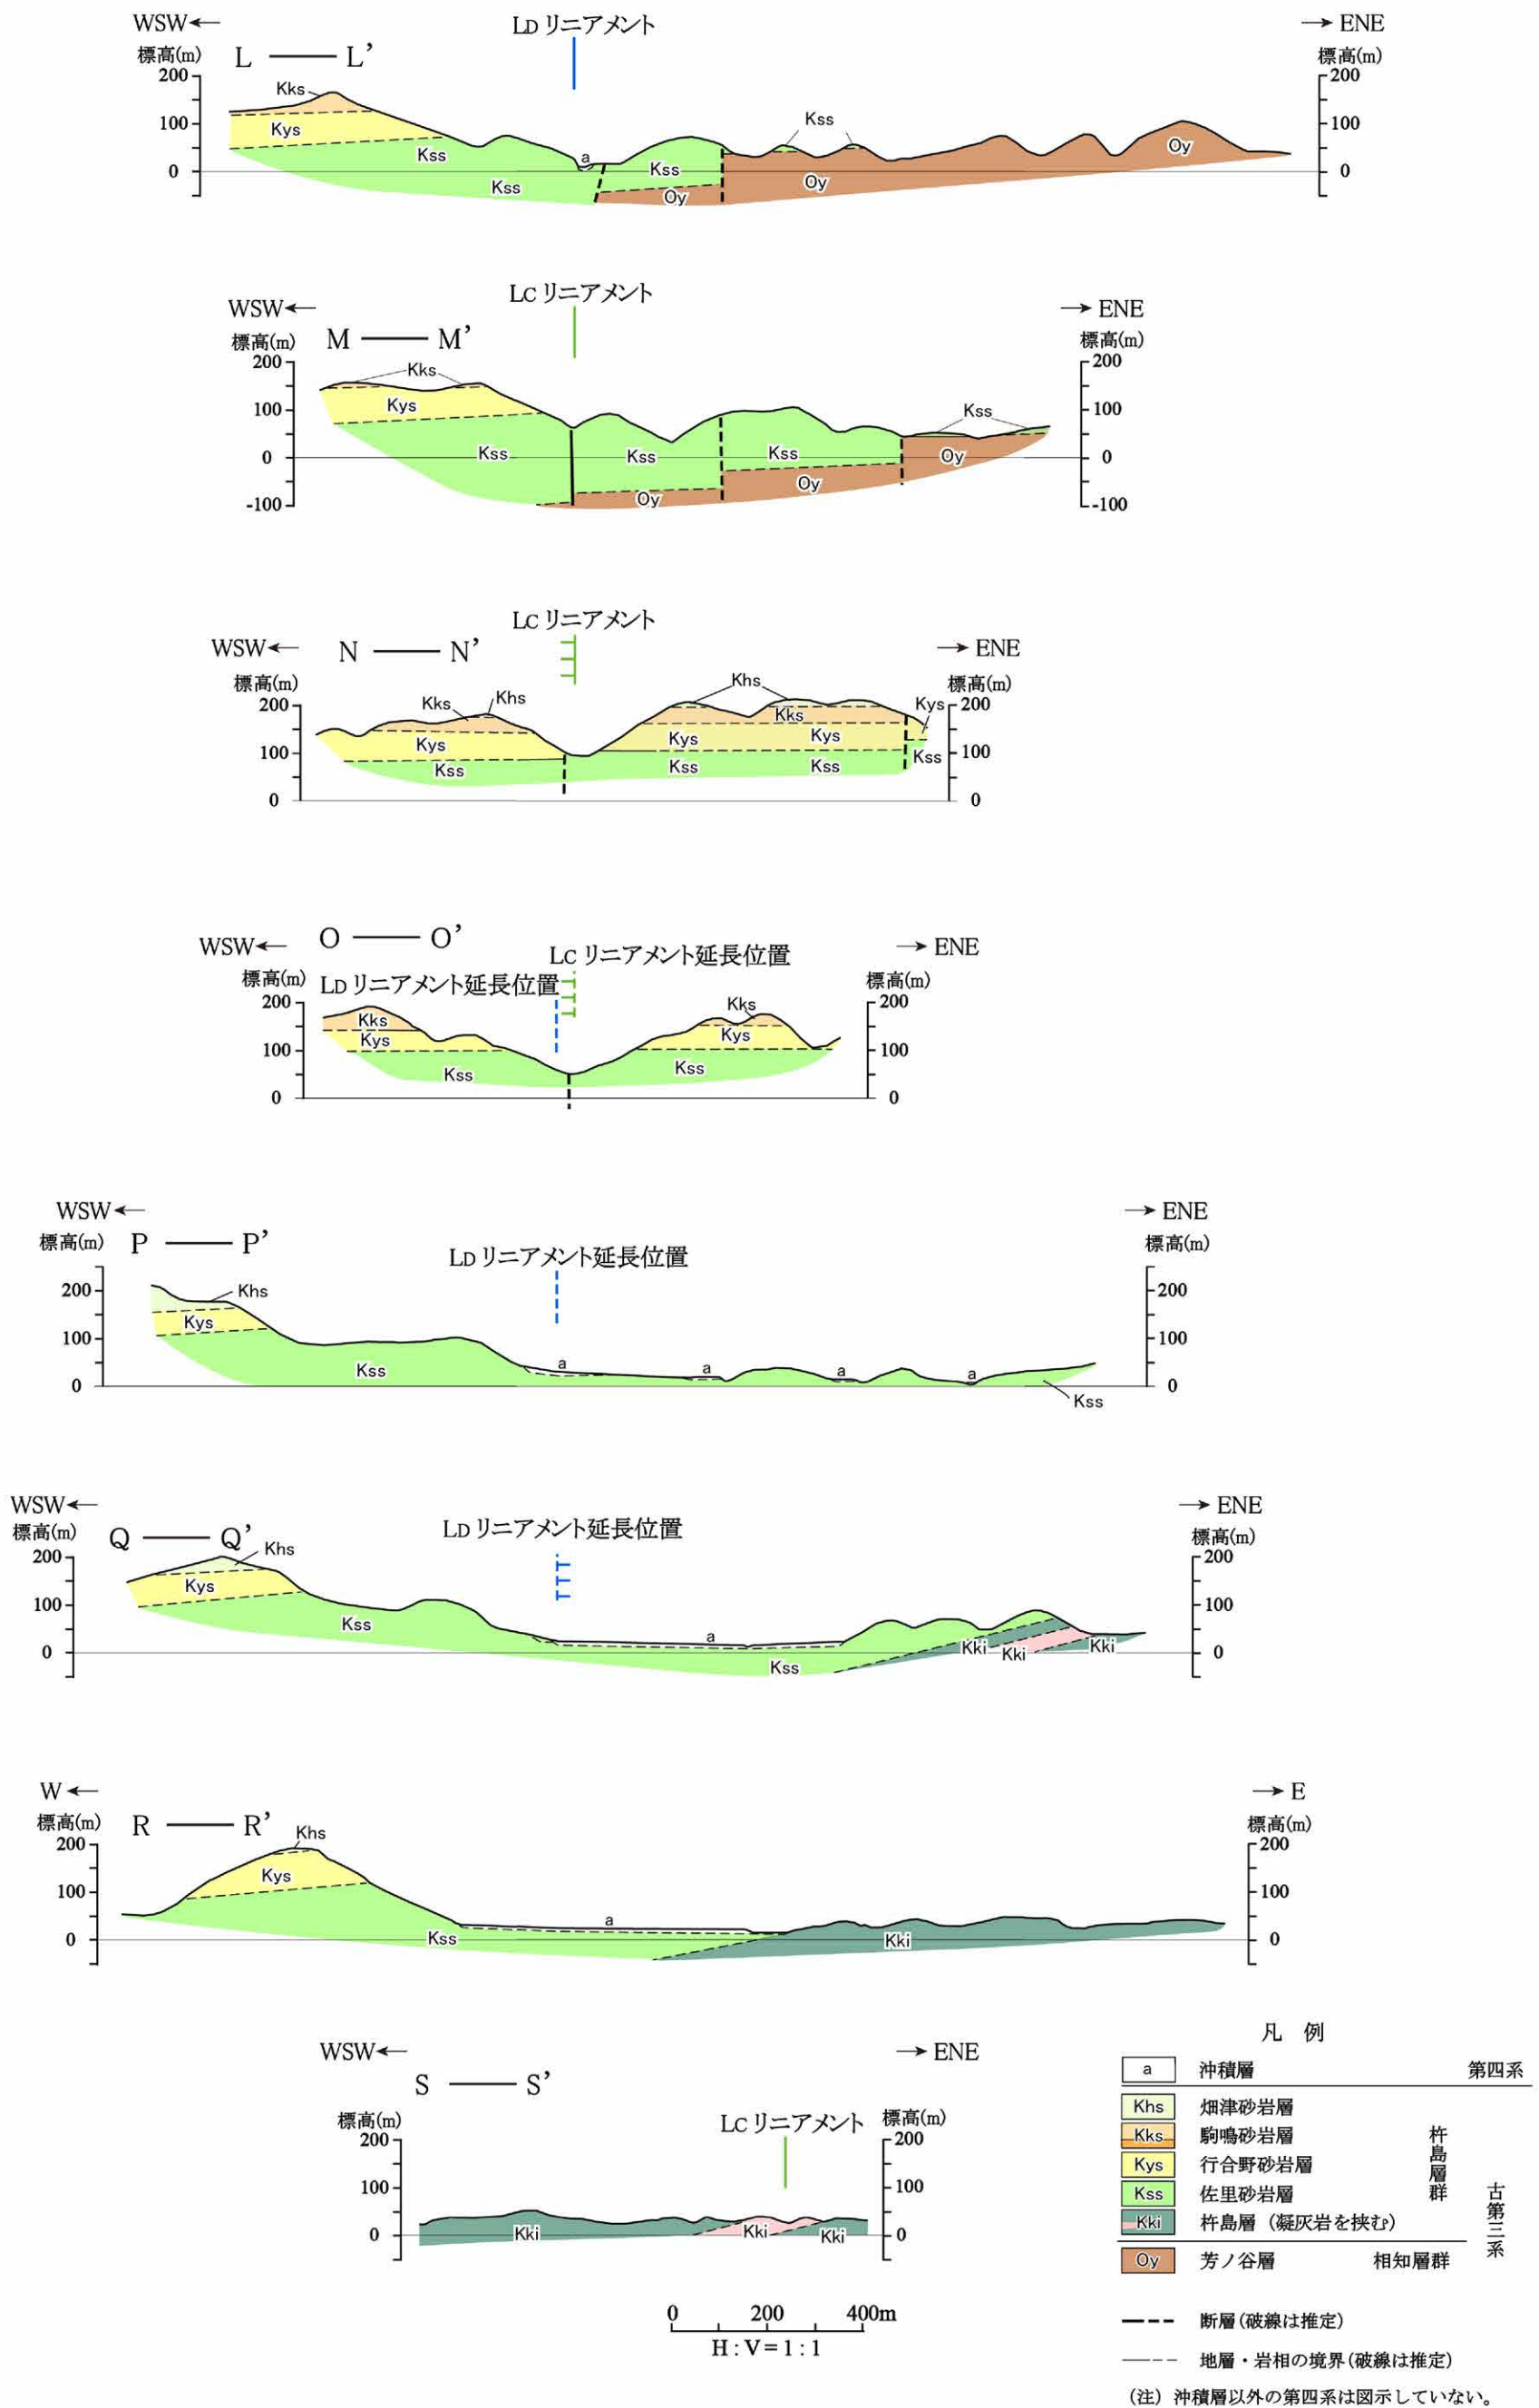 WSW← LD リニアメント → ENE
標高(m) L —— L’ 標高(m)
200 Kks 200
100 Kys Kss 100
Kss a Kss Oy
0 Kss Oy Oy 0
WSW← LC リニアメント → ENE
標高(m) M —— M’ 標高(m)
200 Kks 200
100 Kys Kss 100
0 Kss Kss Kss Oy 0
-100 Oy Oy -100
LC リニアメント
WSW← N —— N’ → ENE
標高(m) Khs 標高(m)
200 Kks Khs Kks Kys 200
Kys Kys Kys
100 Kss Kss Kss Kss 100
0 0
WSW← O —— O’ LC リニアメント延長位置 → ENE
標高(m) LD リニアメント延長位置 標高(m)
200 Kks Kks 200
Kys Kys
100 Kss Kss 100
0 0
WSW← → ENE
標高(m) P —— P’ LD リニアメント延長位置 標高(m)
200 Khs 200
Kys
100 100
Kss a a a a
0 0
Kss
WSW← → ENE
標高(m) Q —— Q’ LD リニアメント延長位置 標高(m)
200 Khs 200
Kys
100 Kss 100
a
0 Kss Kki Kki Kki 0
W← → E
標高(m) R —— R’ 標高(m)
200 Khs 200
Kys
100 100
a
0 Kss Kki 0
WSW← → ENE
S —— S’
標高(m) LC リニアメント 標高(m)
200 200
100 100
0 Kki Kki Kki 0
0 200 400m
H : V = 1 : 1
凡 例
a 沖積層 第四系
Khs 畑津砂岩層
Kks 駒鳴砂岩層
Kys 行合野砂岩層
Kss 佐里砂岩層
Kki 杵島層（凝灰岩を挟む）
杵島層群
Oy 芳ノ谷層 相知層群
古第三系
断層(破線は推定)
地層・岩相の境界(破線は推定)
（注）沖積層以外の第四系は図示していない。